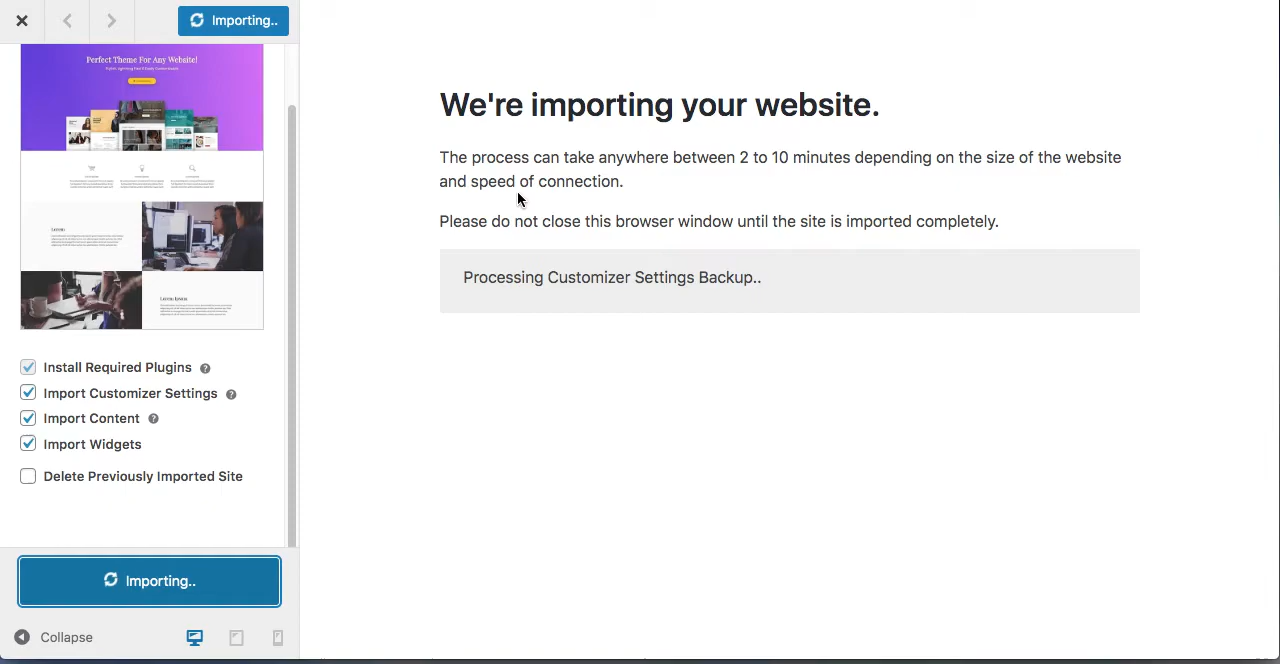 Importing..
Perfect Theme For Any Website!
We're importing your website.
The process can take anywhere between 2 to 10 minutes depending on the size of the website
and speed of connection.
Please do not close this browser window until the site is imported completely.
Processing Customizer Settings Backup..
Lorem
Lorem Ipsum
Install Required Plugins
Import Customizer Settings
Import Content
Import Widgets
Delete Previously Imported Site
Importing..
Collapse